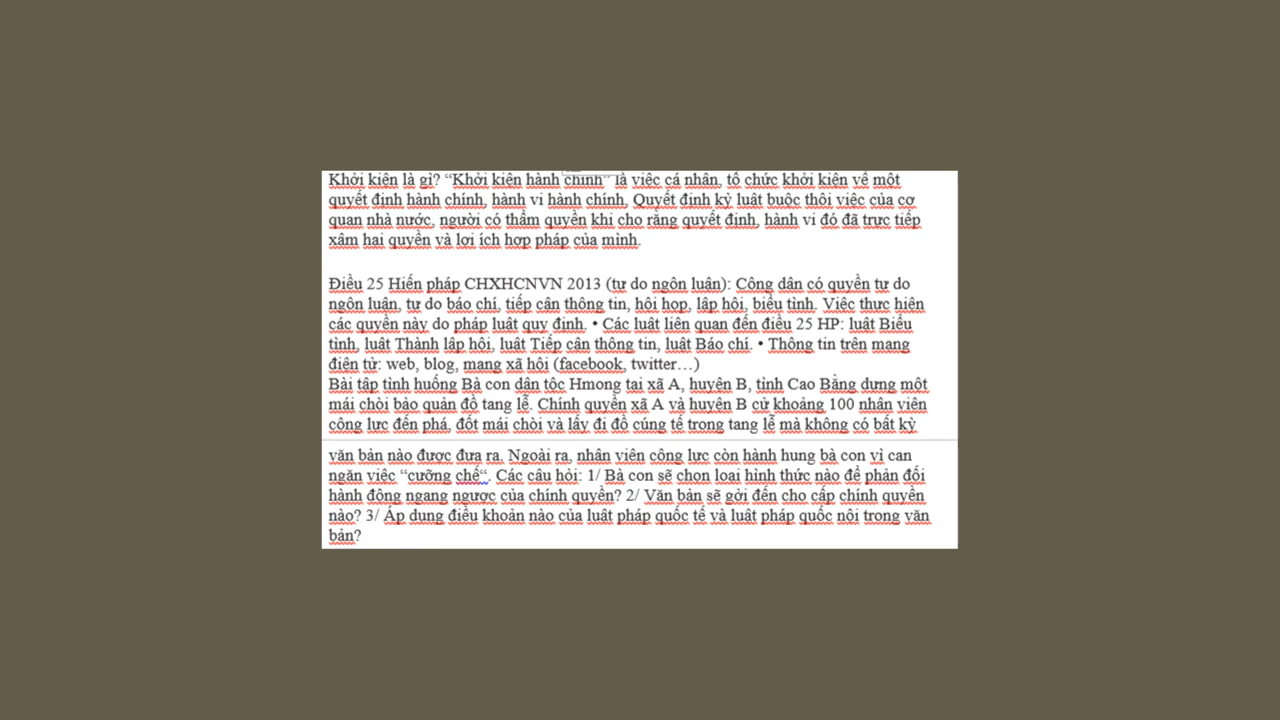 Khởi kiện là gì? “Khởi kiện hành chính” là việc cá nhân, tổ chức khởi kiện về một
quyết định hành chính, hành vi hành chính, Quyết định kỷ luật buộc thôi việc của cơ
quan nhà nước, người có thẩm quyền khi cho rằng quyết định, hành vi đó đã trực tiếp
xâm hai quyền và lợi ích hợp pháp của mình.
Điều 25 Hiến pháp CHXHCNVN 2013 (tự do ngôn luận): Công dân có quyền tự do
ngôn luận, tự do báo chí, tiếp cận thông tin, hội họp, lập hội, biểu tình. Việc thực hiện
các quyền này do pháp luật quy định. • Các luật liên quan đến điều 25 HP: luật Biểu
tình, luật Thành lập hội, luật Tiếp cận thông tin, luật Báo chí. • Thông tin trên mạng
điện tử: web, blog, mạng xã hội (facebook, twitter…)
Bài tập tình huống Bà con dân tộc Hmong tại xã A, huyện B, tỉnh Cao Bằng dựng một
mái chòi bảo quản đồ tang lễ. Chính quyền xã A và huyện B cử khoảng 100 nhân viên
công lực đến phá, đốt mái chòi và lấy đi đồ cúng tế trong tang lễ mà không có bất kỳ
văn bản nào được đưa ra. Ngoài ra, nhân viên công lực còn hành hung bà con vì can
ngăn việc “cưỡng chế“. Các câu hỏi: 1/ Bà con sẽ chọn loại hình thức nào để phản đối
hành động ngang ngược của chính quyền? 2/ Văn bản sẽ gởi đến cho cấp chính quyền
nào? 3/ Áp dụng điều khoản nào của luật pháp quốc tế và luật pháp quốc nội trong văn
bản?